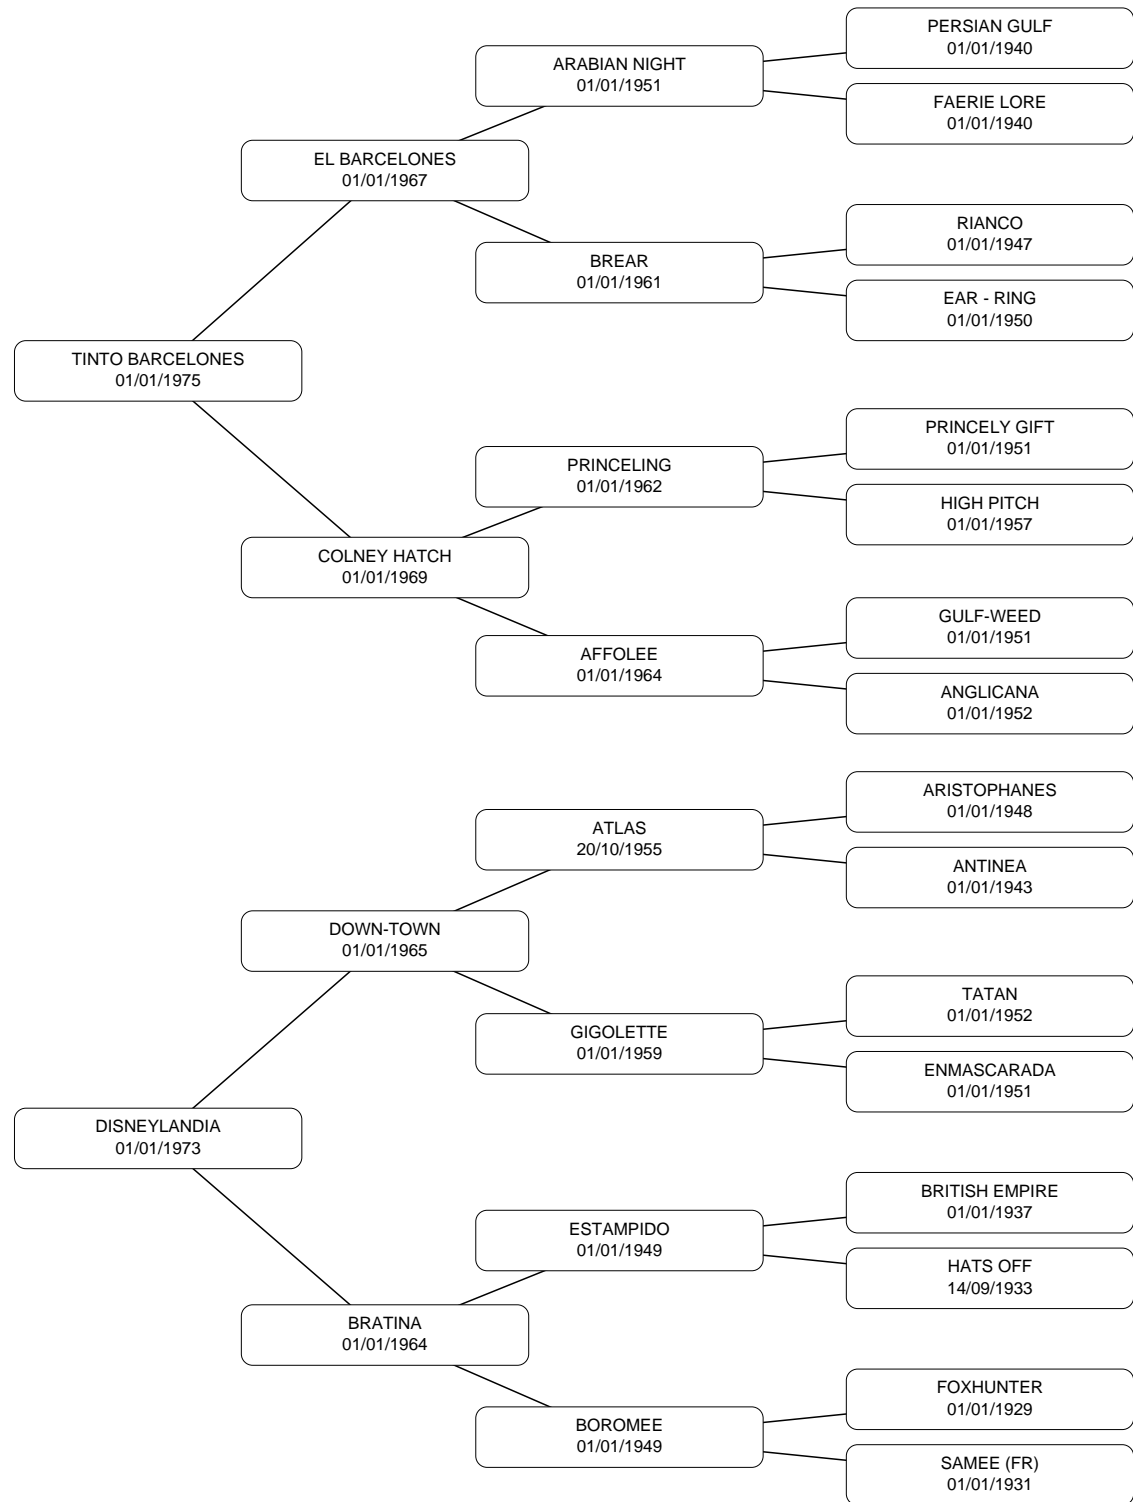 PERSIAN GULF
01/01/1940
ARABIAN NIGHT
01/01/1951
FAERIE LORE
01/01/1940
EL BARCELONES
01/01/1967
RIANCO
01/01/1947
BREAR
01/01/1961
EAR - RING
01/01/1950
TINTO BARCELONES
01/01/1975
PRINCELY GIFT
01/01/1951
PRINCELING
01/01/1962
HIGH PITCH
01/01/1957
COLNEY HATCH
01/01/1969
GULF-WEED
01/01/1951
AFFOLEE
01/01/1964
ANGLICANA
01/01/1952
ARISTOPHANES
01/01/1948
ATLAS
20/10/1955
ANTINEA
01/01/1943
DOWN-TOWN
01/01/1965
TATAN
01/01/1952
GIGOLETTE
01/01/1959
ENMASCARADA
01/01/1951
DISNEYLANDIA
01/01/1973
BRITISH EMPIRE
01/01/1937
ESTAMPIDO
01/01/1949
HATS OFF
14/09/1933
BRATINA
01/01/1964
FOXHUNTER
01/01/1929
BOROMEE
01/01/1949
SAMEE (FR)
01/01/1931